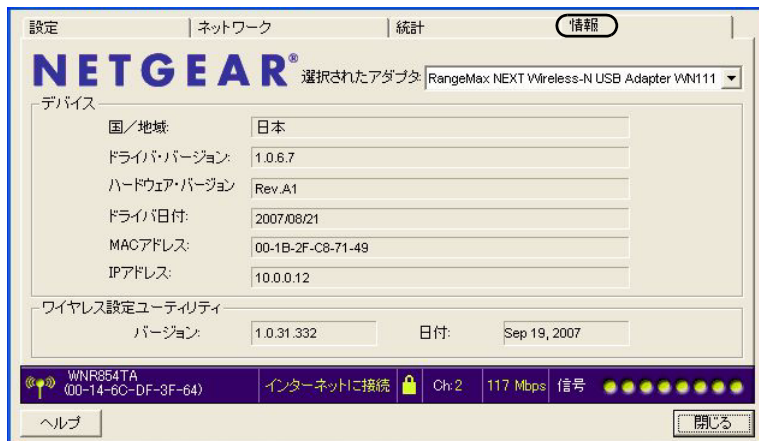 設定 ネットワーク 統計 情報
NETGEAR® 選択されたアダプタ: RangeMax NEXT Wireless-N USB Adapter WN111
デバイス
国/地域: 日本
ドライバ・バージョン: 1.0.6.7
ハードウェア・バージョン Rev.A1
ドライバ日付: 2007/08/21
MACアドレス: 00-1B-2F-C8-71-49
IPアドレス: 10.0.0.12
ワイヤレス設定ユーティリティ
バージョン: 1.0.31.332 日付: Sep 19, 2007
WNR854TA
(00-14-6C-DF-3F-64) インターネットに接続 Ch:2 117 Mbps 信号
ヘルプ 閉じる